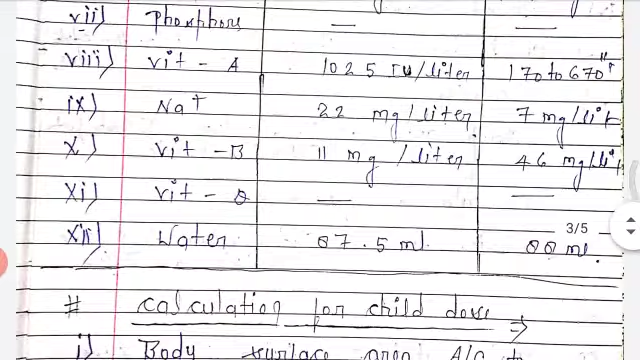 vii) Phosphors — —
viii) Vit - A 1025 IU/liter 170 to 670 "
ix) Na+ 22 mg/liter 7 mg/lit
x) Vit - B 11 mg /liter 46 mg/lit
xi) Vit - — —
xii) Water 87.5 ml 88 ml.
3/5
# Calculation for child dose ⇒
i) Body surface area A/c to